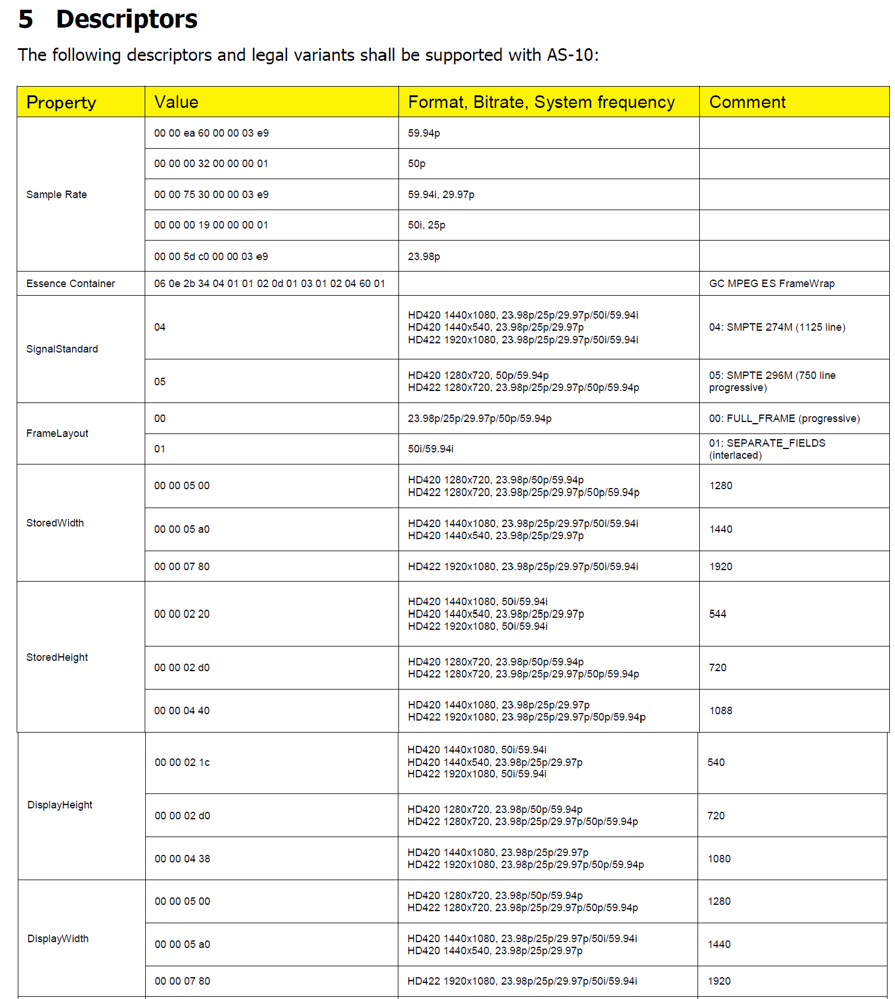 5 Descriptors
The following descriptors and legal variants shall be supported with AS-10:
Property Value Format, Bitrate, System frequency Comment
Sample Rate
00 00 ea 60 00 00 03 e9 59.94p
00 00 00 32 00 00 00 01 50p
00 00 75 30 00 00 03 e9 59.94i, 29.97p
00 00 00 19 00 00 00 01 50i, 25p
00 00 5d c0 00 00 03 e9 23.98p
Essence Container 06 0e 2b 34 04 01 01 02 0d 01 03 01 02 04 60 01 GC MPEG ES FrameWrap
SignalStandard
04
HD420 1440x1080, 23.98p/25p/29.97p/50i/59.94i
HD420 1440x540, 23.98p/25p/29.97p
HD422 1920x1080, 23.98p/25p/29.97p/50i/59.94i
04: SMPTE 274M (1125 line)
05
HD420 1280x720, 50p/59.94p
HD422 1280x720, 23.98p/25p/29.97p/50p/59.94p
05: SMPTE 296M (750 line
progressive)
FrameLayout
00 23.98p/25p/29.97p/50p/59.94p 00: FULL_FRAME (progressive)
01 50i/59.94i
01: SEPARATE_FIELDS
(interlaced)
StoredWidth
00 00 05 00
HD420 1280x720, 23.98p/50p/59.94p
HD422 1280x720, 23.98p/25p/29.97p/50p/59.94p
1280
00 00 05 a0
HD420 1440x1080, 23.98p/25p/29.97p/50i/59.94i
HD420 1440x540, 23.98p/25p/29.97p
1440
00 00 07 80 HD422 1920x1080, 23.98p/25p/29.97p/50i/59.94i 1920
StoredHeight
00 00 02 20
HD420 1440x1080, 50i/59.94i
HD420 1440x540, 23.98p/25p/29.97p
HD422 1920x1080, 50i/59.94i
544
00 00 02 d0
HD420 1280x720, 23.98p/50p/59.94p
HD422 1280x720, 23.98p/25p/29.97p/50p/59.94p
720
00 00 04 40
HD420 1440x1080, 23.98p/25p/29.97p
HD422 1920x1080, 23.98p/25p/29.97p/50p/59.94p
1088
DisplayHeight
00 00 02 1c
HD420 1440x1080, 50i/59.94i
HD420 1440x540, 23.98p/25p/29.97p
HD422 1920x1080, 50i/59.94i
540
00 00 02 d0
HD420 1280x720, 23.98p/50p/59.94p
HD422 1280x720, 23.98p/25p/29.97p/50p/59.94p
720
00 00 04 38
HD420 1440x1080, 23.98p/25p/29.97p
HD422 1920x1080, 23.98p/25p/29.97p/50p/59.94p
1080
DisplayWidth
00 00 05 00
HD420 1280x720, 23.98p/50p/59.94p
HD422 1280x720, 23.98p/25p/29.97p/50p/59.94p
1280
00 00 05 a0
HD420 1440x1080, 23.98p/25p/29.97p/50i/59.94i
HD420 1440x540, 23.98p/25p/29.97p
1440
00 00 07 80 HD422 1920x1080, 23.98p/25p/29.97p/50i/59.94i 1920